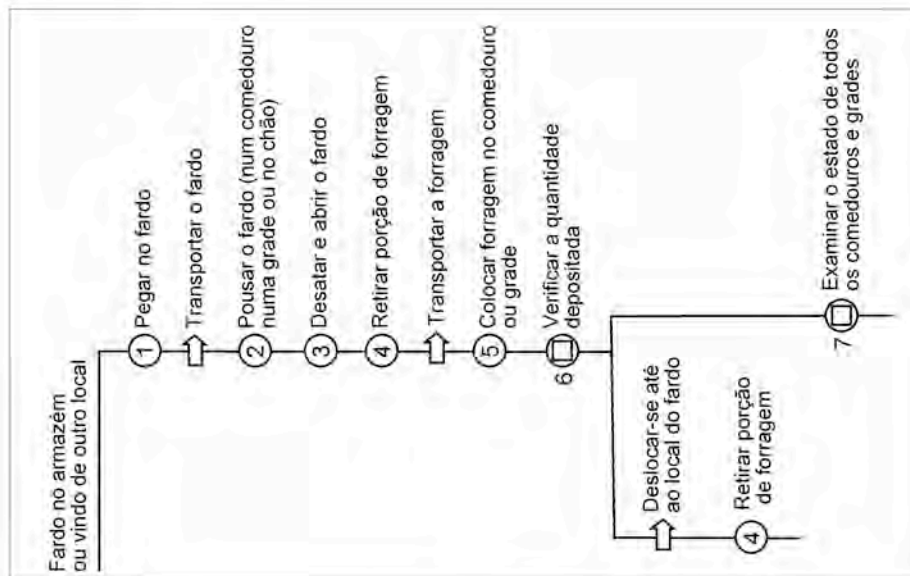 Fardo no armazém
ou vindo de outro local
1 Pegar no fardo
Transportar o fardo
2 Pousar o fardo (num comedouro
numa grade ou no chão)
3 Desatar e abrir o fardo
4 Retirar porção de forragem
Transportar a forragem
5 Colocar forragem no comedouro
ou grade
6 Verificar a quantidade
depositada
Deslocar-se até
ao local do fardo
4 Retirar porção
de forragem
7 Examinar o estado de todos
os comedouros e grades